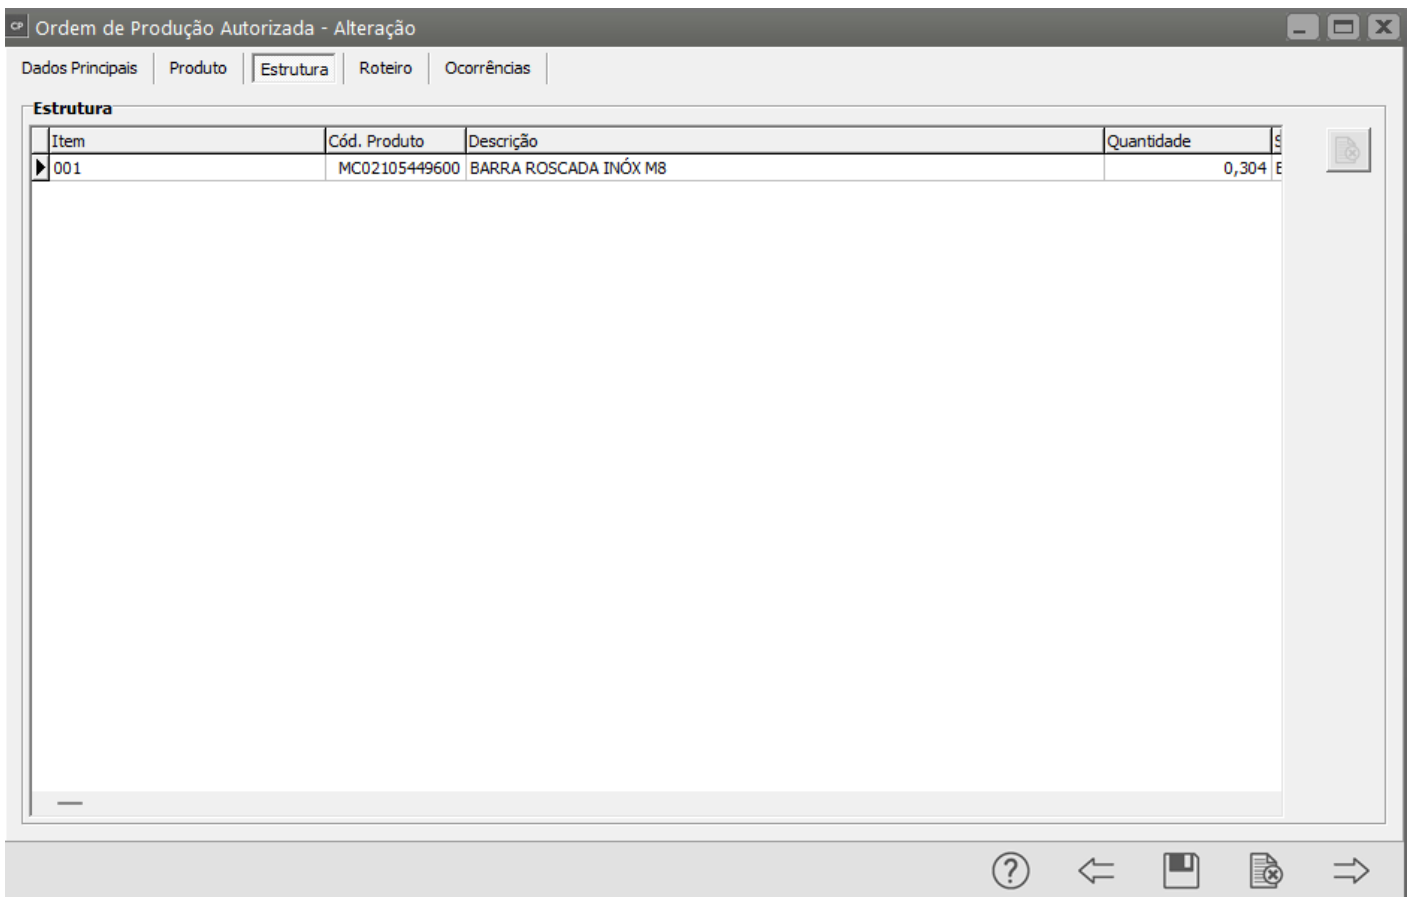 CP Ordem de Produção Autorizada - Alteração
Dados Principais Produto Estrutura Roteiro Ocorrências
Estrutura
Item Cód. Produto Descrição Quantidade S
001 MC02105449600 BARRA ROSCADA INÓX M8 0,304 E